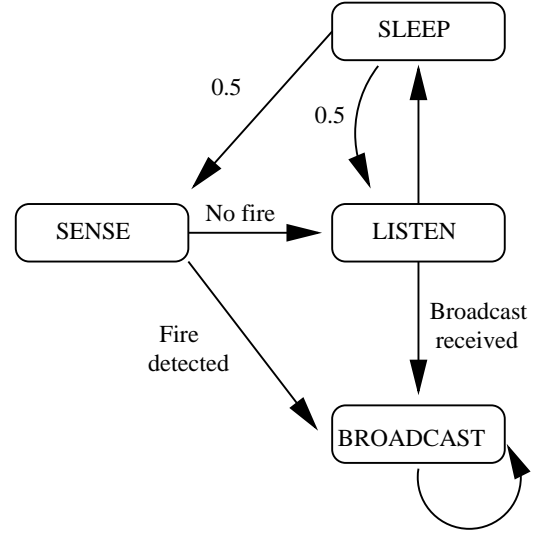 SLEEP
0.5
0.5
No fire
SENSE
LISTEN
Fire
detected
Broadcast
received
BROADCAST